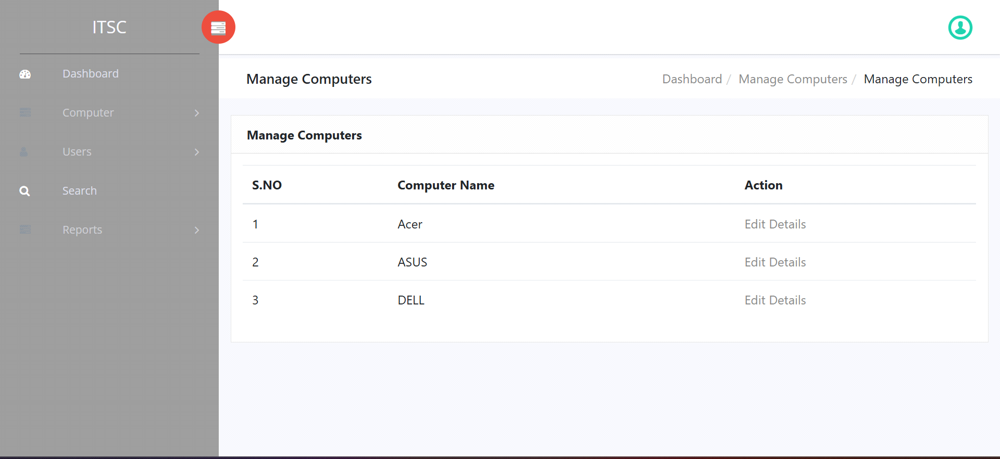 ITSC
Dashboard
Computer
Users
Search
Reports
Manage Computers
Dashboard / Manage Computers / Manage Computers
Manage Computers
S.NO Computer Name Action
1 Acer Edit Details
2 ASUS Edit Details
3 DELL Edit Details